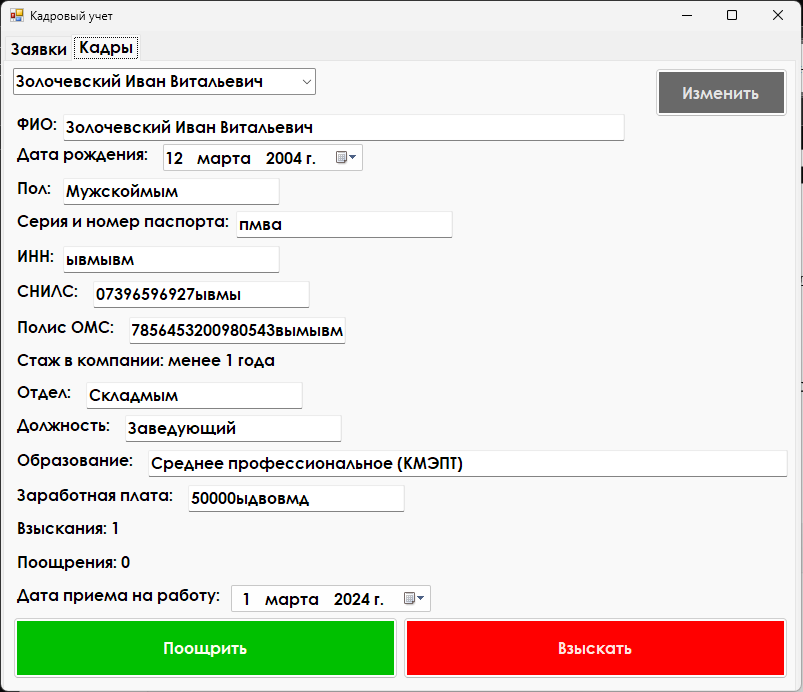 Кадровый учет
Заявки Кадры
Золочевский Иван Витальевич
Изменить
ФИО: Золочевский Иван Витальевич
Дата рождения: 12 марта 2004 г.
Пол: Мужскоймым
Серия и номер паспорта: пмва
ИНН: ывмывм
СНИЛС: 07396596927ывмы
Полис ОМС: 7856453200980543вымывм
Стаж в компании: менее 1 года
Отдел: Складмым
Должность: Заведующий
Образование: Среднее профессиональное (КМЭПТ)
Заработная плата: 50000ыдвовмд
Взыскания: 1
Поощрения: 0
Дата приема на работу: 1 марта 2024 г.
Поощрить Взыскать